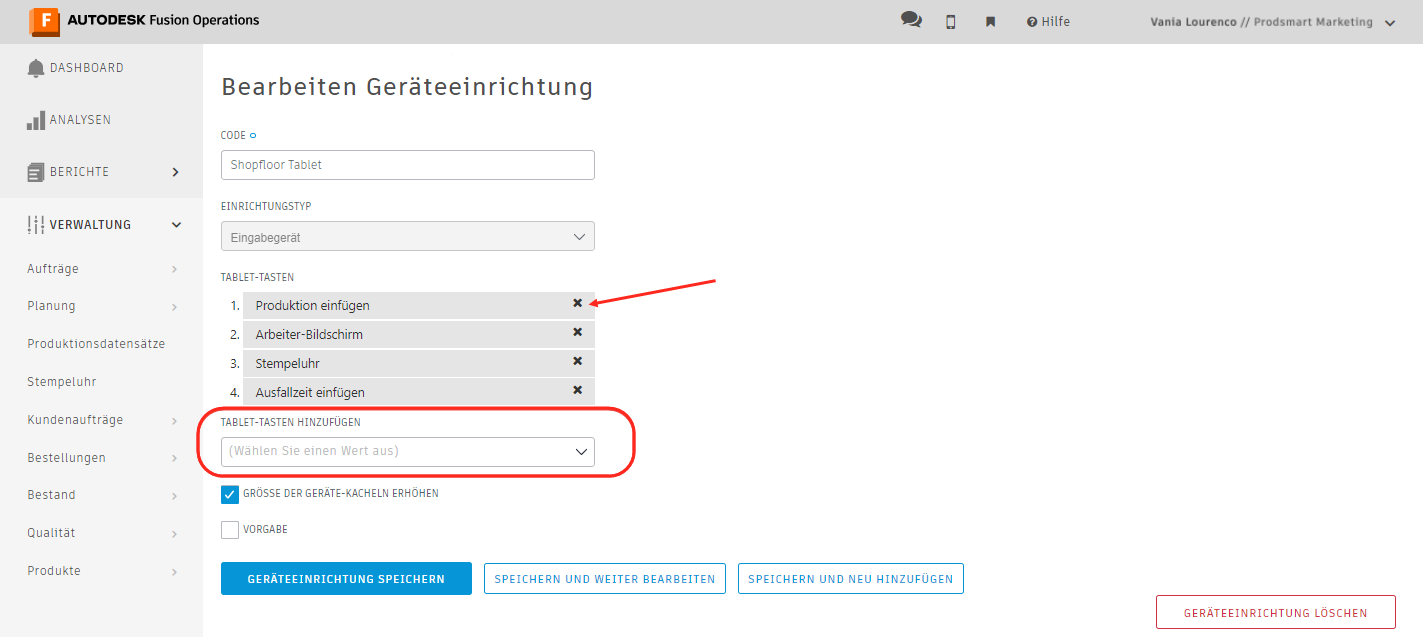 F AUTODESK Fusion Operations
Hilfe
Vania Lourenco // Prodsmart Marketing
DASHBOARD
ANALYSEN
BERICHTE
VERWALTUNG
Aufträge
Planung
Produktionsdatensätze
Stempeluhr
Kundenaufträge
Bestellungen
Bestand
Qualität
Produkte
Bearbeiten Geräteeinrichtung
CODE
Shopfloor Tablet
EINRICHTUNGSTYP
Eingabegerät
TABLET-TASTEN
1. Produktion einfügen
2. Arbeiter-Bildschirm
3. Stempeluhr
4. Ausfallzeit einfügen
TABLET-TASTEN HINZUFÜGEN
(Wählen Sie einen Wert aus)
GRÖSSE DER GERÄTE-KACHELN ERHÖHEN
VORGABE
GERÄTEEINRICHTUNG SPEICHERN
SPEICHERN UND WEITER BEARBEITEN
SPEICHERN UND NEU HINZUFÜGEN
GERÄTEEINRICHTUNG LÖSCHEN